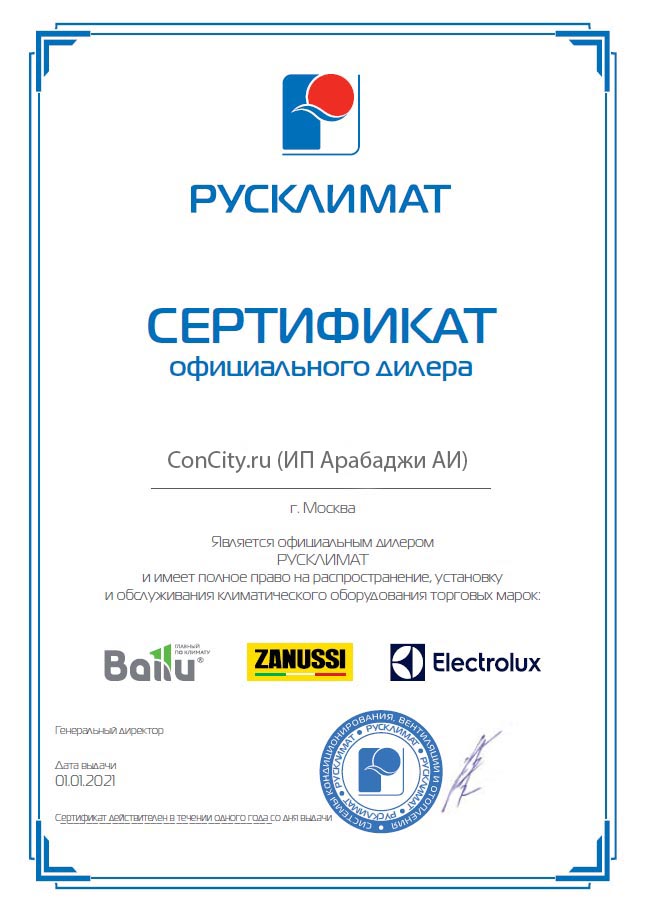 РУСКЛИМАТ
СЕРТИФИКАТ
официального дилера
ConCity.ru (ИП Арабаджи АИ)
г. Москва
Является официальным дилером
РУСКЛИМАТ
и имеет полное право на распространение, установку
и обслуживания климатического оборудования торговых марок:
Ballu® ГЛАВНЫЙ ПО КЛИМАТУ
ZANUSSI
Electrolux
Генеральный директор
Дата выдачи
01.01.2021
Сертификат действителен в течении одного года со дня выдачи
СИСТЕМЫ КОНДИЦИОНИРОВАНИЯ, ВЕНТИЛЯЦИИ И ОТОПЛЕНИЯ
РУСКЛИМАТ • РУСКЛИМАТ • РУСКЛИМАТ • РУСКЛИМАТ